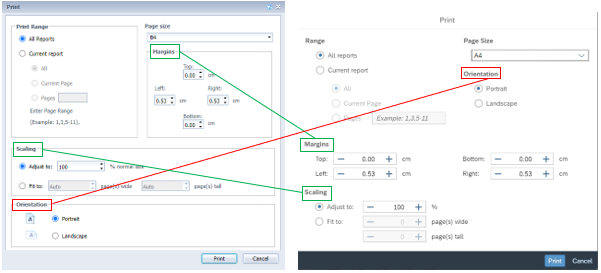 Print
Print Range
All Reports
Current report
All
Current Page
Pages
Enter Page Range
[Example: 1,3,5-11].
Page size
B4
Margins
Top:
0.00 cm
Left: Right:
0.53 cm 0.53 cm
Bottom:
0.00 cm
Scaling
Adjust to: 100 % normal size
Fit to: Auto page(s) wide Auto page(s) tall
Orientation
A Portrait
A Landscape
Print Cancel
Print
Range
All reports
Current report
All
Current Page
Pages Example: 1,3,5-11
Page Size
A4
Orientation
Portrait
Landscape
Margins
Top: — 0.00 + cm Bottom: — 0.00 + cm
Left: — 0.53 + cm Right: — 0.53 + cm
Scaling
Adjust to: — 100 + %
Fit to: — 0 + page(s) wide
— 0 + page(s) tall
Print Cancel